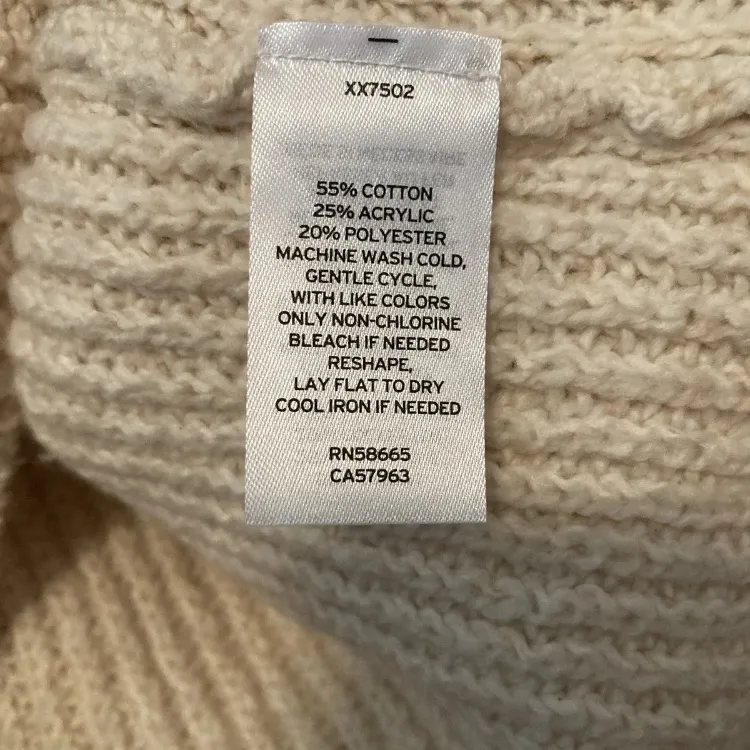 XX7502
55% COTTON
25% ACRYLIC
20% POLYESTER
MACHINE WASH COLD,
GENTLE CYCLE,
WITH LIKE COLORS
ONLY NON-CHLORINE
BLEACH IF NEEDED
RESHAPE,
LAY FLAT TO DRY
COOL IRON IF NEEDED
RN58665
CA57963